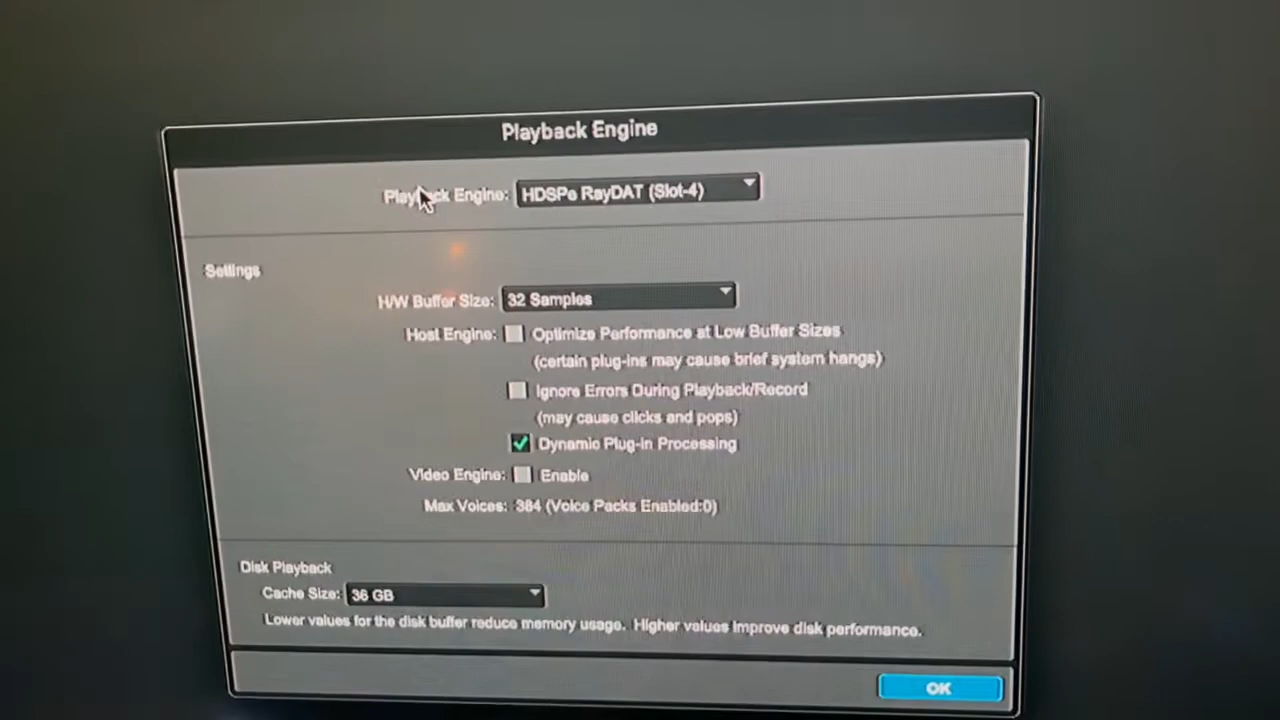 Playback Engine
Playback Engine: HDSPe RayDAT (Slot-4)
Settings
H/W Buffer Size: 32 Samples
Host Engine: Optimize Performance at Low Buffer Sizes
(certain plug-ins may cause brief system hangs)
Ignore Errors During Playback/Record
(may cause clicks and pops)
Dynamic Plug-in Processing
Video Engine: Enable
Max Voices: 384 (Voice Packs Enabled:0)
Disk Playback
Cache Size: 36 GB
Lower values for the disk buffer reduce memory usage. Higher values improve disk performance.
OK